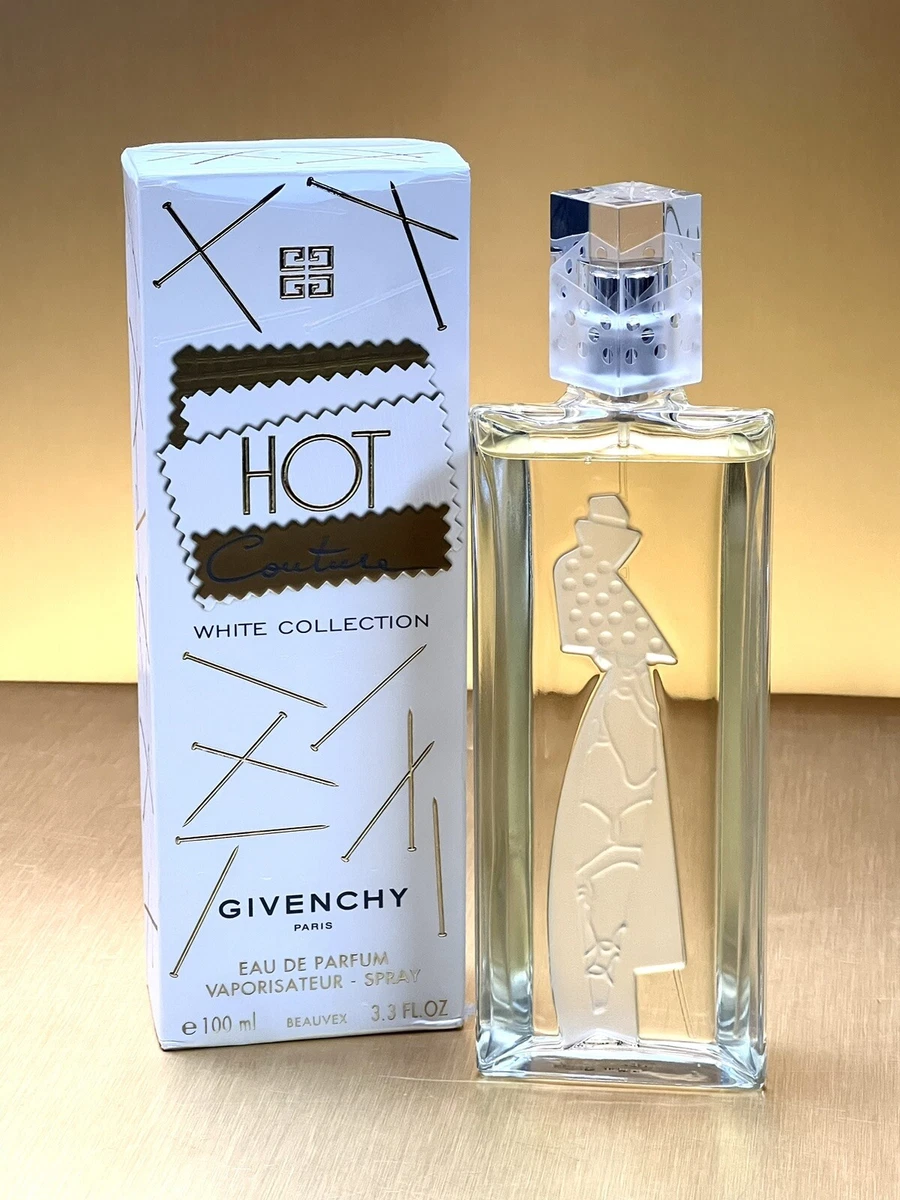 HOT
Couture
WHITE COLLECTION
GIVENCHY
PARIS
EAU DE PARFUM
VAPORISATEUR - SPRAY
e 100 ml BEAUVEX 3.3 FL.OZ